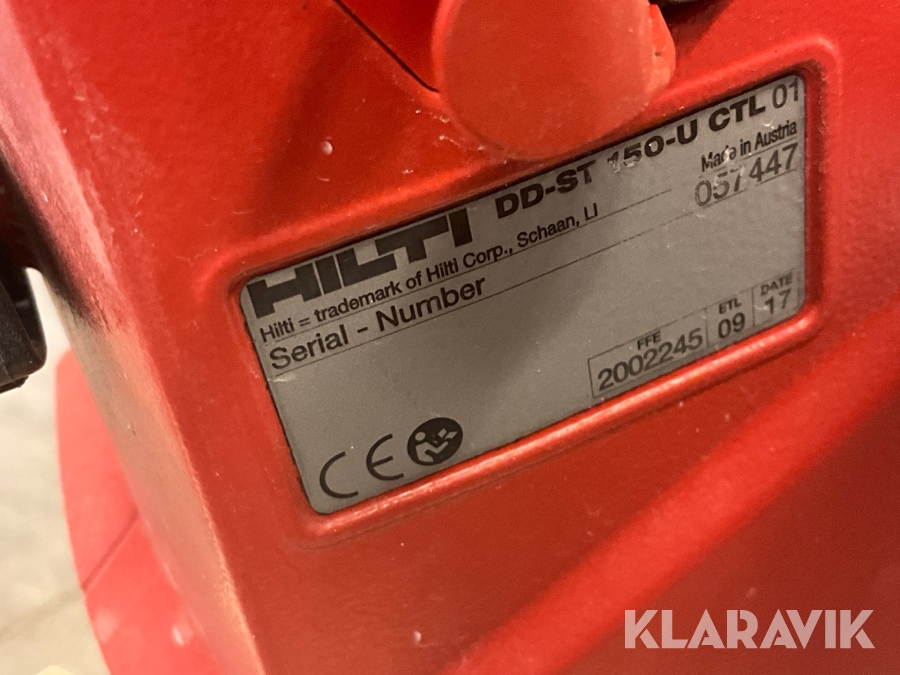 HILTI DD-ST 150-U CTL 01
Hilti = trademark of Hilti Corp., Schaan, LI Made in Austria
Serial - Number 057447
FFE ETL DATE
2002245 09 17
CE
KLARAVIK